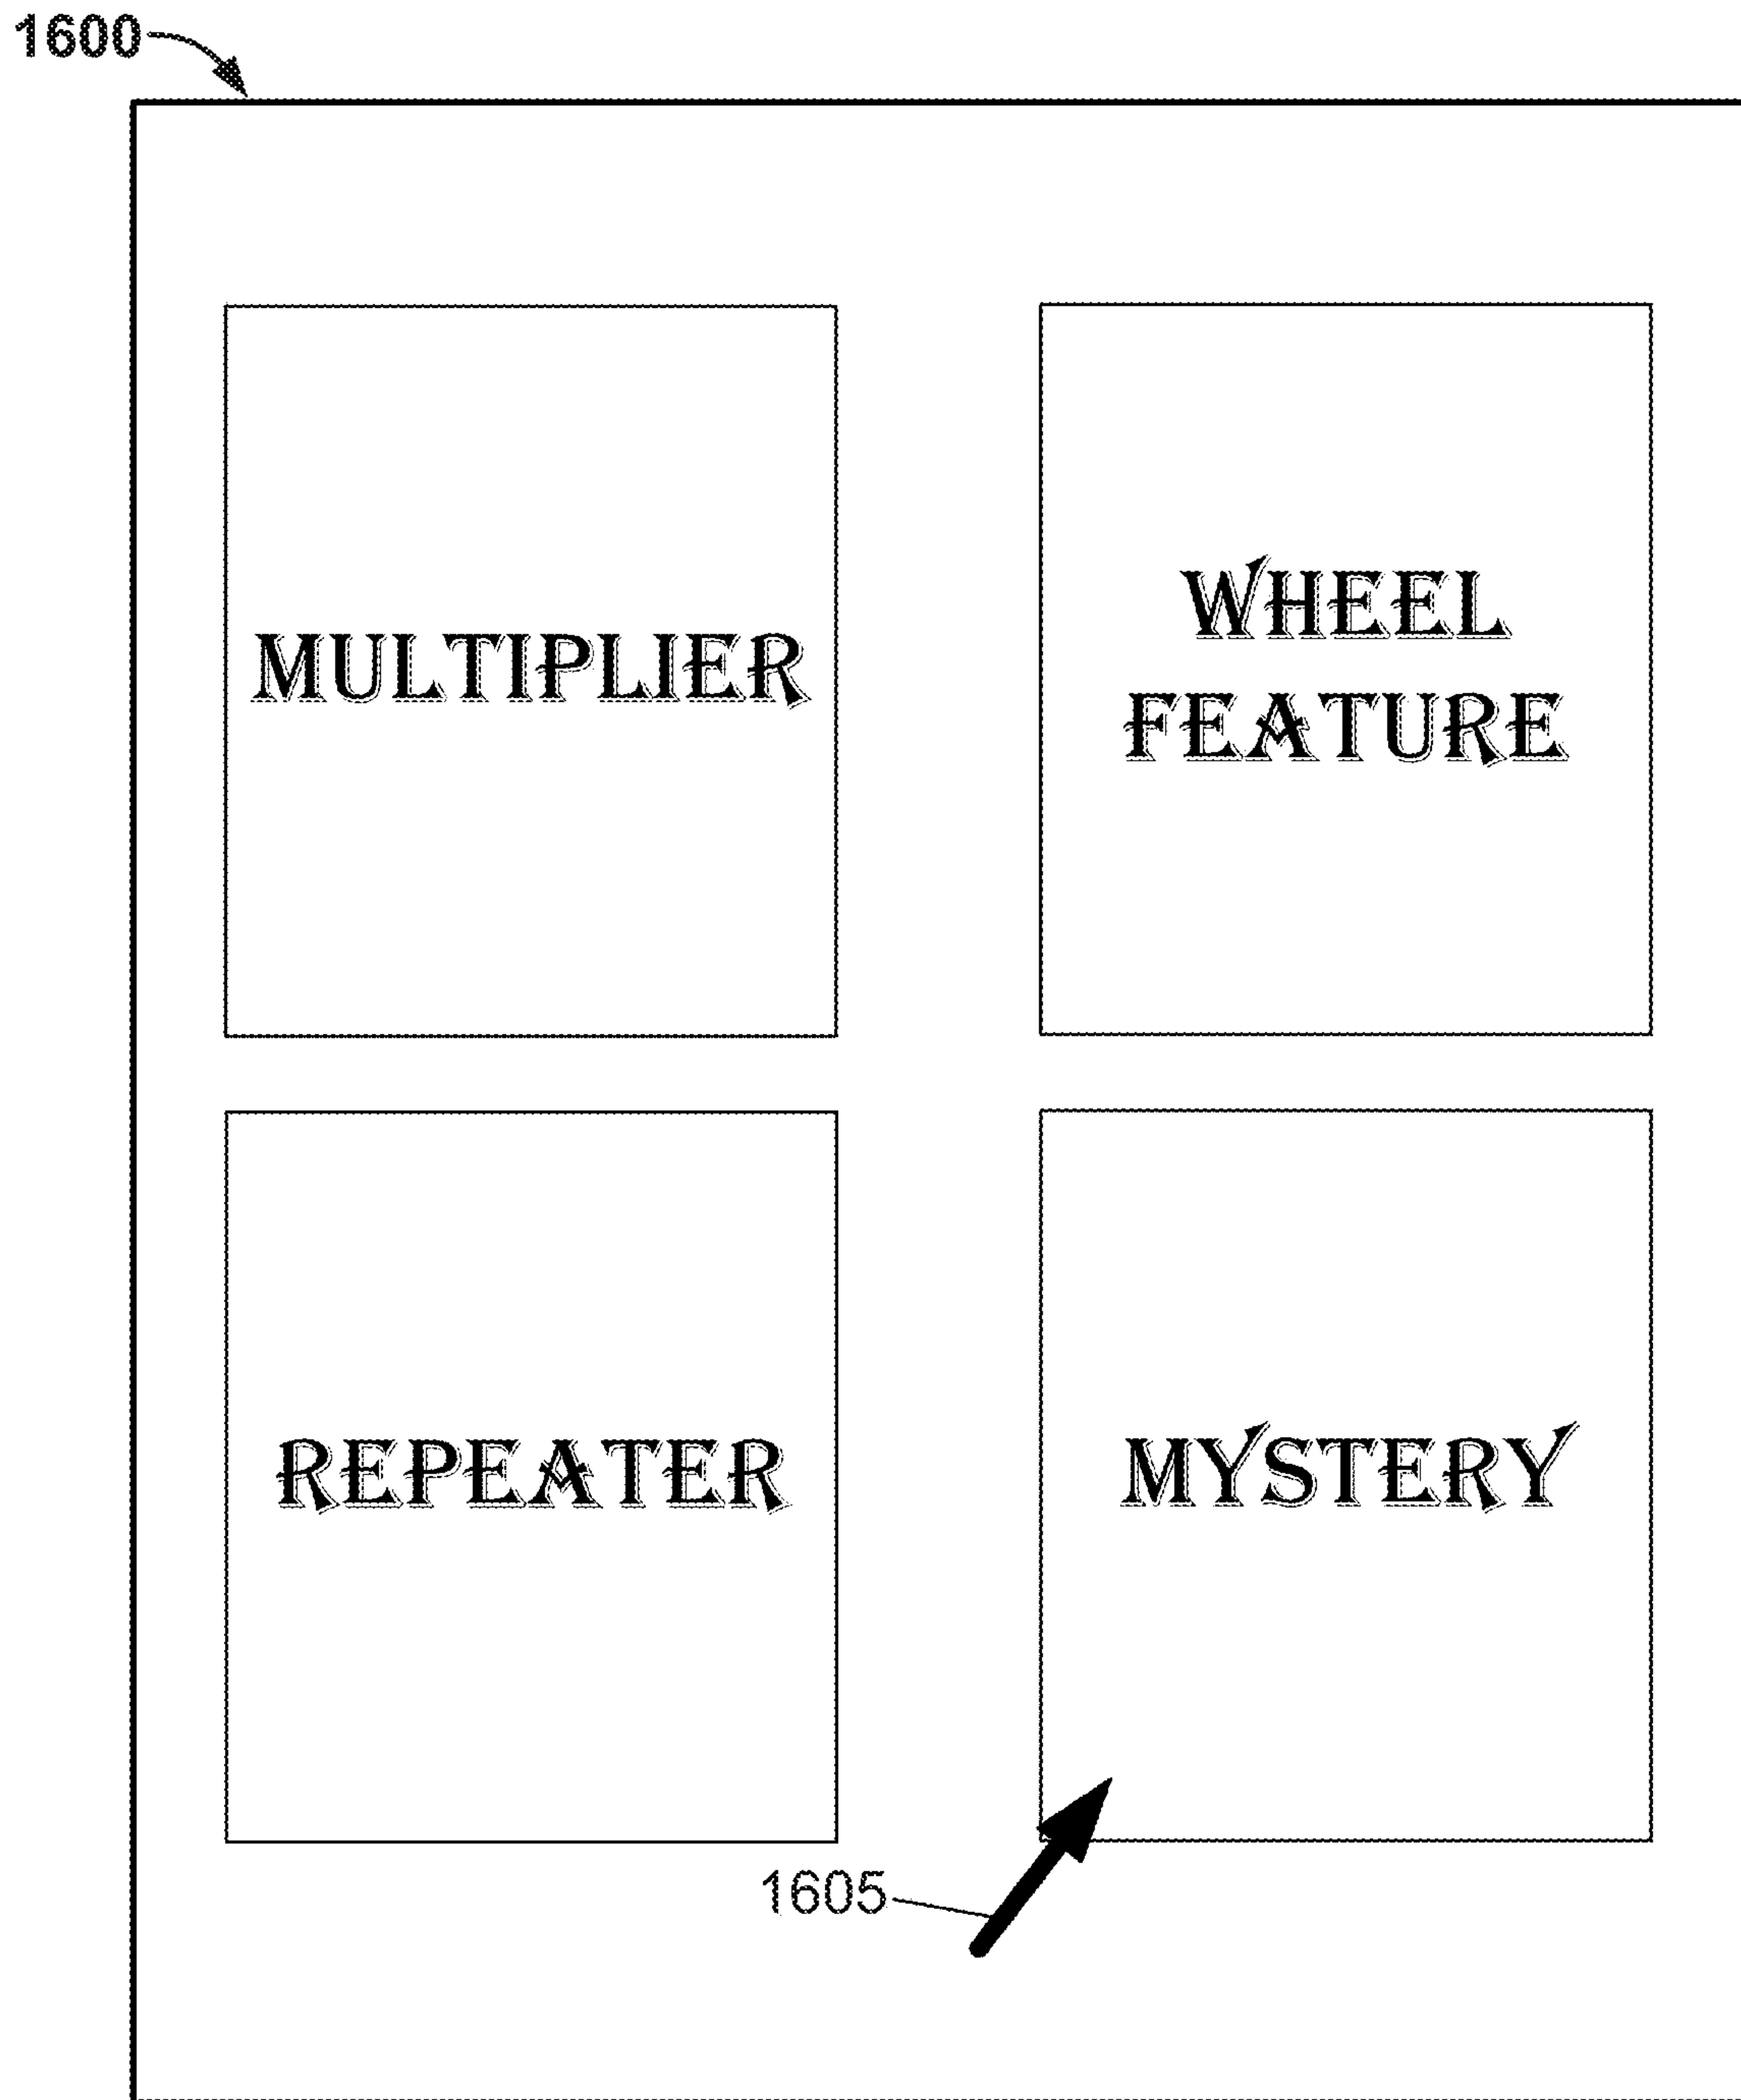 1600
MULTIPLIER
WHEEL
FEATURE
REPEATER
MYSTERY
1605